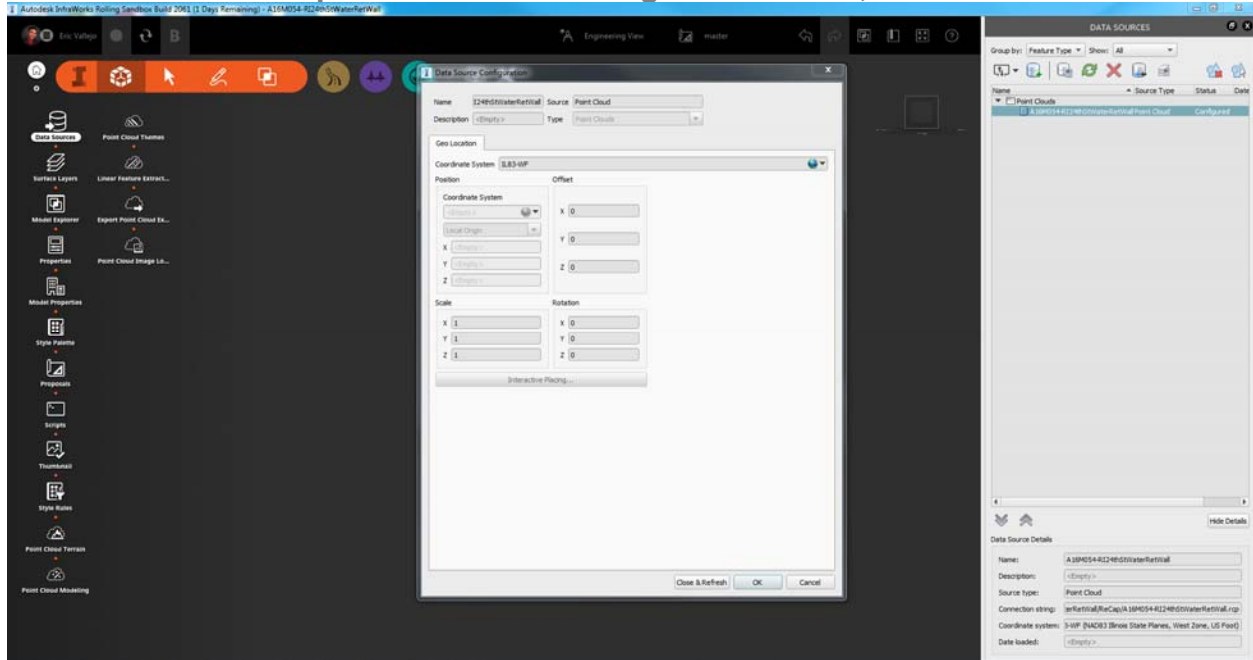 Autodesk InfraWorks Rolling Sandbox Build 2061 (1 Days Remaining) - A16M054-RI24thStWaterRetWall
Eric Vallejo
B
Engineering View
master
Data Sources
Point Cloud Themes
Surface Layers
Linear Feature Extract...
Model Explorer
Export Point Cloud Ex...
Properties
Point Cloud Image Lo...
Model Properties
Style Palette
Proposals
Scripts
Thumbnail
Style Rules
Point Cloud Terrain
Point Cloud Modeling
Data Source Configuration
Name I24thStWaterRetWall Source Point Cloud
Description <Empty> Type Point Clouds
Geo Location
Coordinate System IL83-WF
Position Offset
Coordinate System
<Empty> X 0
Local Origin
X <Empty> Y 0
Y <Empty>
Z <Empty> Z 0
Scale Rotation
X 1 X 0
Y 1 Y 0
Z 1 Z 0
Interactive Placing...
Close & Refresh OK Cancel
DATA SOURCES
Group by: Feature Type Show: All
Name Source Type Status Date
Point Clouds
A16M054-RI24thStWaterRetWall Point Cloud Configured
Hide Details
Data Source Details
Name: A16M054-RI24thStWaterRetWall
Description: <Empty>
Source type: Point Cloud
Connection string: erRetWall/ReCap/A16M054-RI24thStWaterRetWall.rcp
Coordinate system: 3-WF (NAD83 Illinois State Planes, West Zone, US Foot)
Date loaded: <Empty>